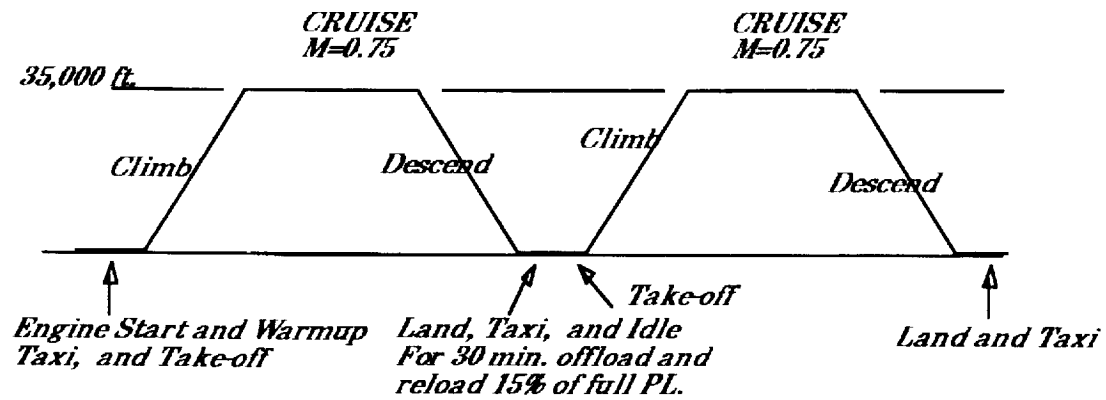 CRUISE
M=0.75
CRUISE
M=0.75
35,000 ft.
Climb
Descend
Climb
Descend
Engine Start and Warmup
Taxi, and Take-off
Land, Taxi, and Idle
For 30 min. offload and
reload 15% of full PL.
Take-off
Land and Taxi